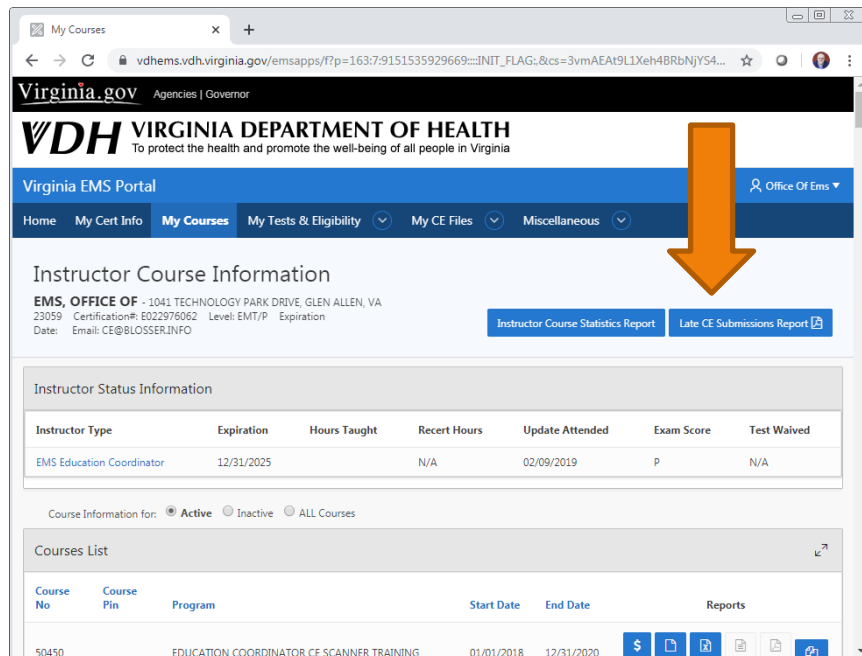 My Courses
vdhems.vdh.virginia.gov/emsapps/f?p=163:7:9151535929669::::INIT_FLAG:.&cs=3vmAEAt9L1Xeh4BRbNjYS4...
Virginia.gov Agencies | Governor
VDH VIRGINIA DEPARTMENT OF HEALTH
To protect the health and promote the well-being of all people in Virginia
Virginia EMS Portal Office Of Ems
Home My Cert Info My Courses My Tests & Eligibility My CE Files Miscellaneous
Instructor Course Information
EMS, OFFICE OF - 1041 TECHNOLOGY PARK DRIVE, GLEN ALLEN, VA
23059 Certification#: E022976062 Level: EMT/P Expiration
Date: Email: CE@BLOSSER.INFO
Instructor Course Statistics Report Late CE Submissions Report
Instructor Status Information
Instructor Type Expiration Hours Taught Recert Hours Update Attended Exam Score Test Waived
EMS Education Coordinator 12/31/2025 N/A 02/09/2019 P N/A
Course Information for: Active Inactive ALL Courses
Courses List
Course No Course Pin Program Start Date End Date Reports
50450 EDUCATION COORDINATOR CE SCANNER TRAINING 01/01/2018 12/31/2020 $